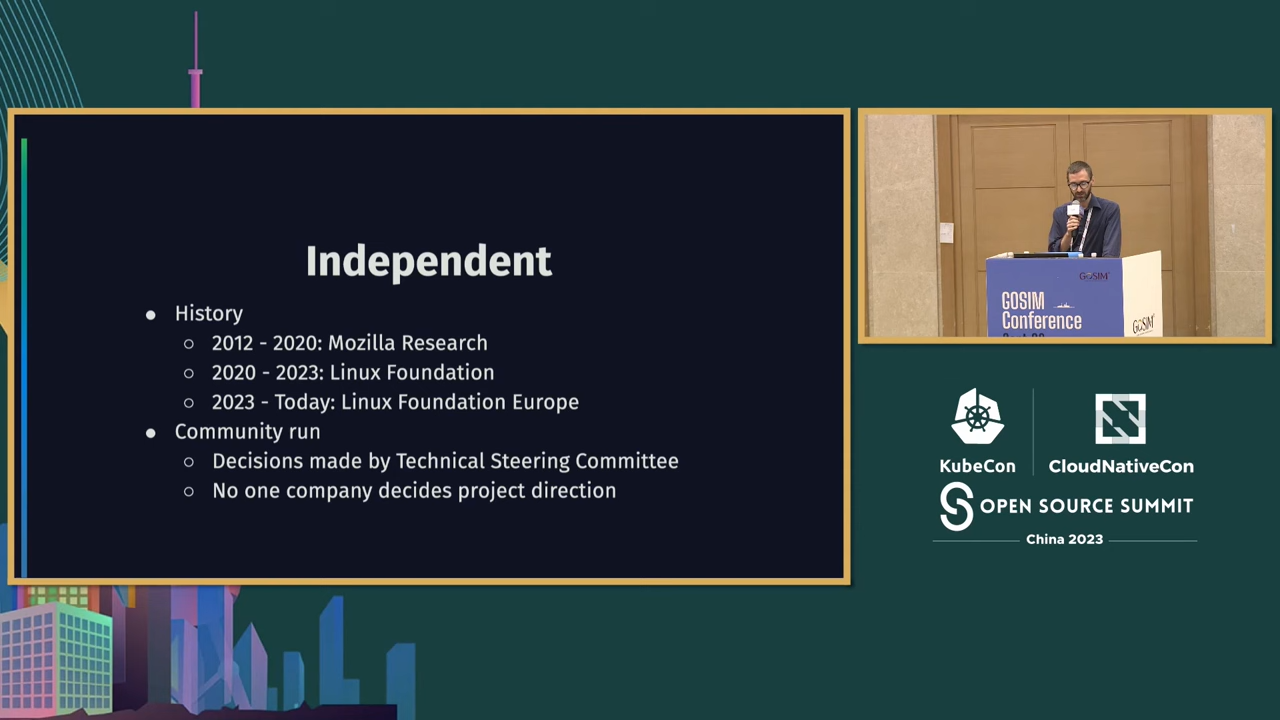 Independent
● History
○ 2012 - 2020: Mozilla Research
○ 2020 - 2023: Linux Foundation
○ 2023 - Today: Linux Foundation Europe
● Community run
○ Decisions made by Technical Steering Committee
○ No one company decides project direction
GOSIM
GOSIM
Conference
GOSIM
KubeCon
CloudNativeCon
OPEN SOURCE SUMMIT
China 2023